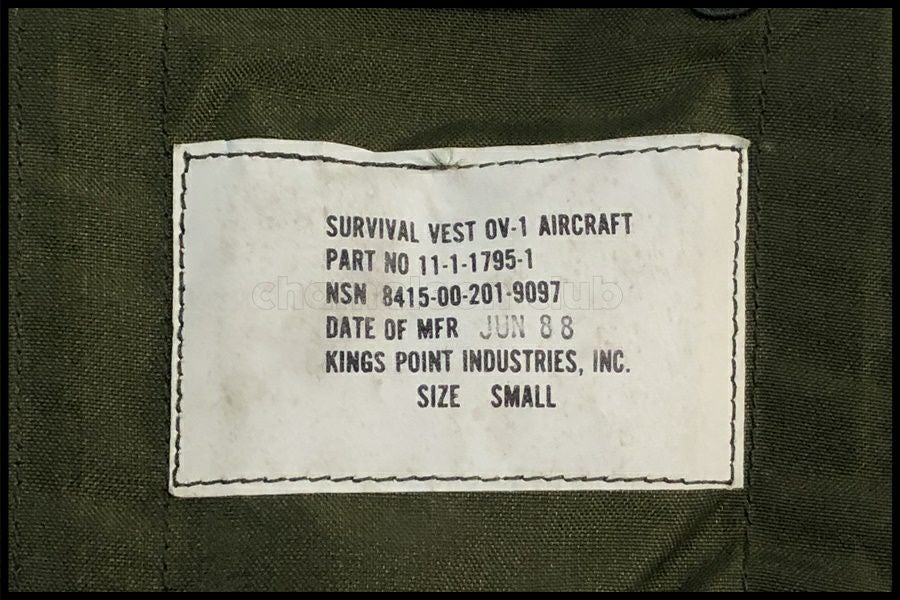 SURVIVAL VEST OV-1 AIRCRAFT
PART NO 11-1-1795-1
NSN 8415-00-201-9097
DATE OF MFR JUN 88
KINGS POINT INDUSTRIES, INC.
SIZE SMALL